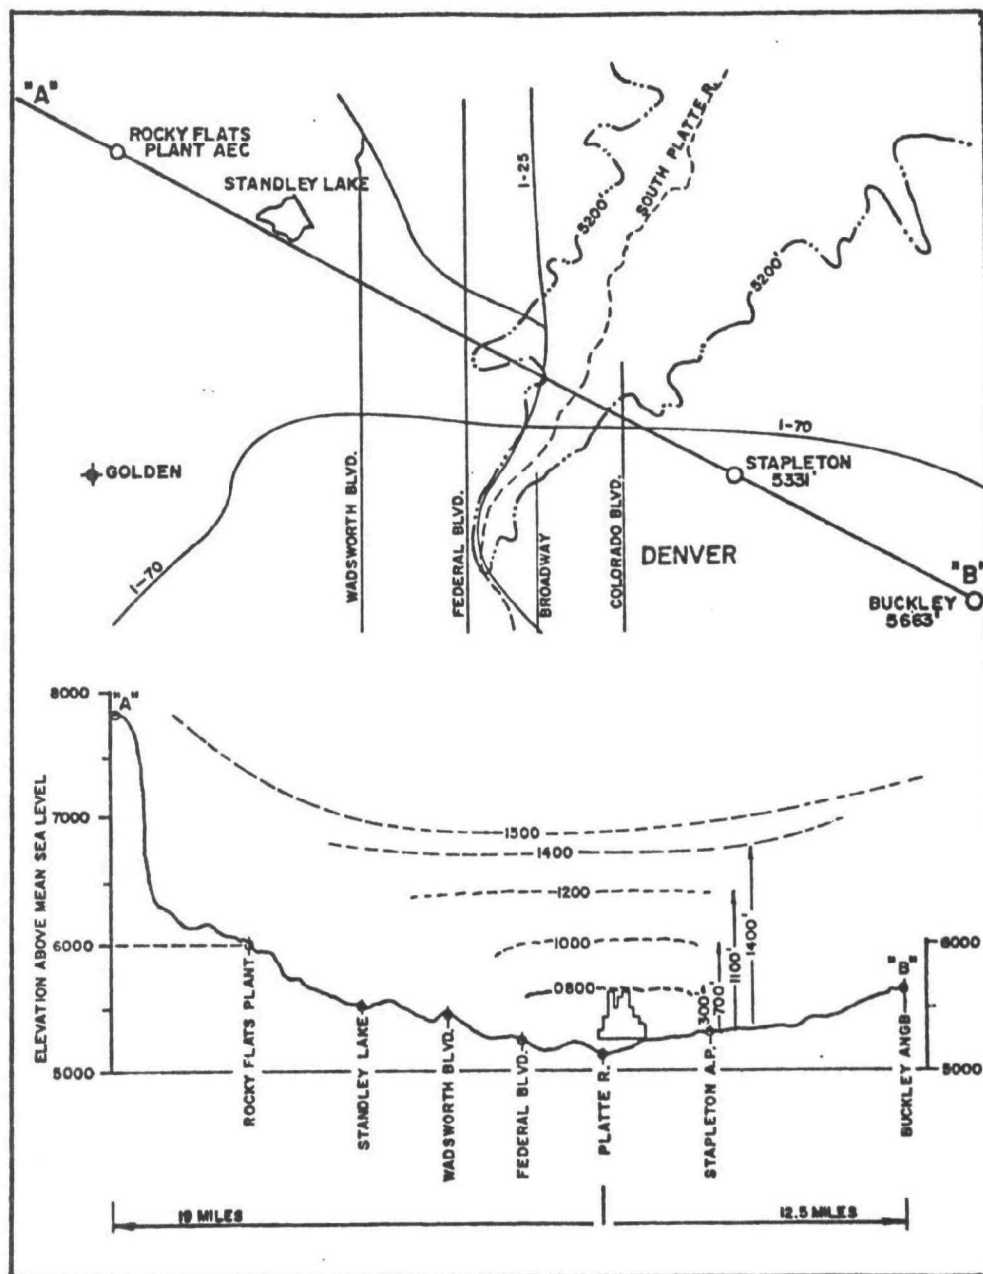 "A"
ROCKY FLATS
PLANT AEC
STANDLEY LAKE
I-25
5200'
SOUTH PLATTE R.
5200'
I-70
GOLDEN
WADSWORTH BLVD.
FEDERAL BLVD.
BROADWAY
COLORADO BLVD.
STAPLETON
5331'
DENVER
"B"
BUCKLEY
5663'
I-70
ELEVATION ABOVE MEAN SEA LEVEL
8000
7000
6000
5000
"A"
1500
1400
1200
1000
0800
300'
700'
1100'
1400'
6000
"B"
5000
ROCKY FLATS PLANT
STANDLEY LAKE
WADSWORTH BLVD.
FEDERAL BLVD.
PLATTE R.
STAPLETON A.P.
BUCKLEY ANGB
19 MILES
12.5 MILES